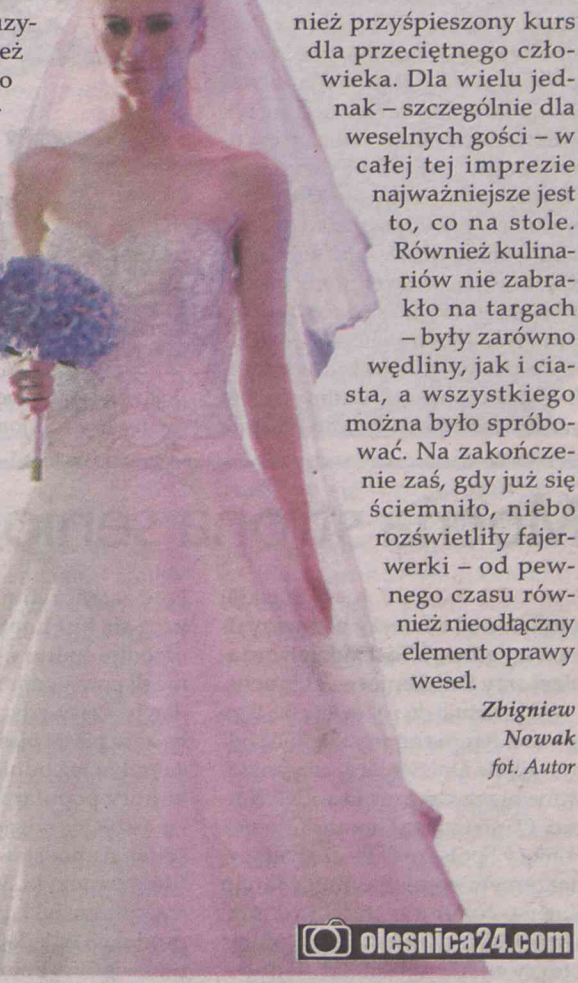 nież przyśpieszony kurs
dla przeciętnego czło-
wieka. Dla wielu jed-
nak – szczególnie dla
weselnych gości – w
całej tej imprezie
najważniejsze jest
to, co na stole.
Również kulina-
riów nie zabra-
kło na targach
– były zarówno
wędliny, jak i cia-
sta, a wszystkiego
można było spróbo-
wać. Na zakończe-
nie zaś, gdy już się
ściemniło, niebo
rozświetliły fajer-
werki – od pew-
nego czasu rów-
nież nieodłączny
element oprawy
wesel.
Zbigniew
Nowak
fot. Autor
olesnica24.com